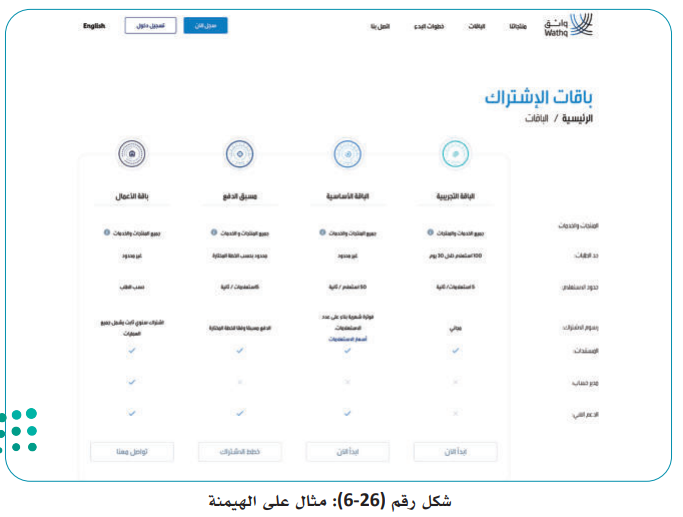 واثق
Wathq
منتجاتنا
الباقات
خطوات البدء
اتصل بنا
سجل الآن
تسجيل دخول
English
باقات الإشتراك
الرئيسية / الباقات
الباقة التجريبية
الباقة الأساسية
مسبق الدفع
باقة الأعمال
المنتجات والخدمات
جميع الخدمات والمنتجات
جميع المنتجات والخدمات
جميع المنتجات و الخدمات
جميع المنتجات والخدمات
حد الطلبات:
100 استعلام خلال 30 يوم
غير محدود
محدود بحسب الخطة المختارة
غير محدود
حدود الاستعلام:
5 استعلامات / ثانية
50 استعلام / ثانية
5استعلامات / ثانية
حسب الطلب
رسوم الاشتراك:
مجاني
فوترة شهرية بناء على عدد
الاستعلامات.
أسعار الاستعلامات
الدفع مسبقا وفقا للخطة المختارة
اشتراك سنوي ثابت يشمل جميع
المستندات:
مدير حساب:
الدعم الفني:
ابدأ الآن
ابدأ الآن
خطط الاشتراك
تواصل معنا
شكل رقم (26-6): مثال على الهيمنة